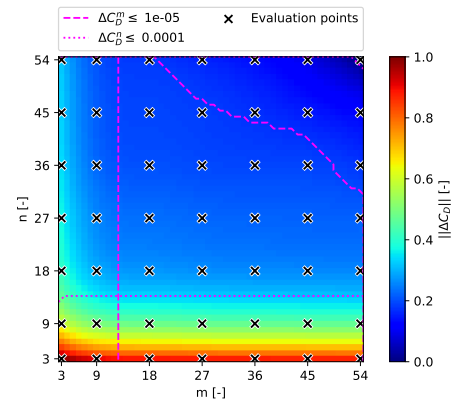 ΔC_D^m ≤ 1e-05
ΔC_D^n ≤ 0.0001
Evaluation points
54
45
36
27
18
9
3
n [-]
3 9 18 27 36 45 54
m [-]
1.0
0.8
0.6
0.4
0.2
0.0
||ΔC_D|| [-]